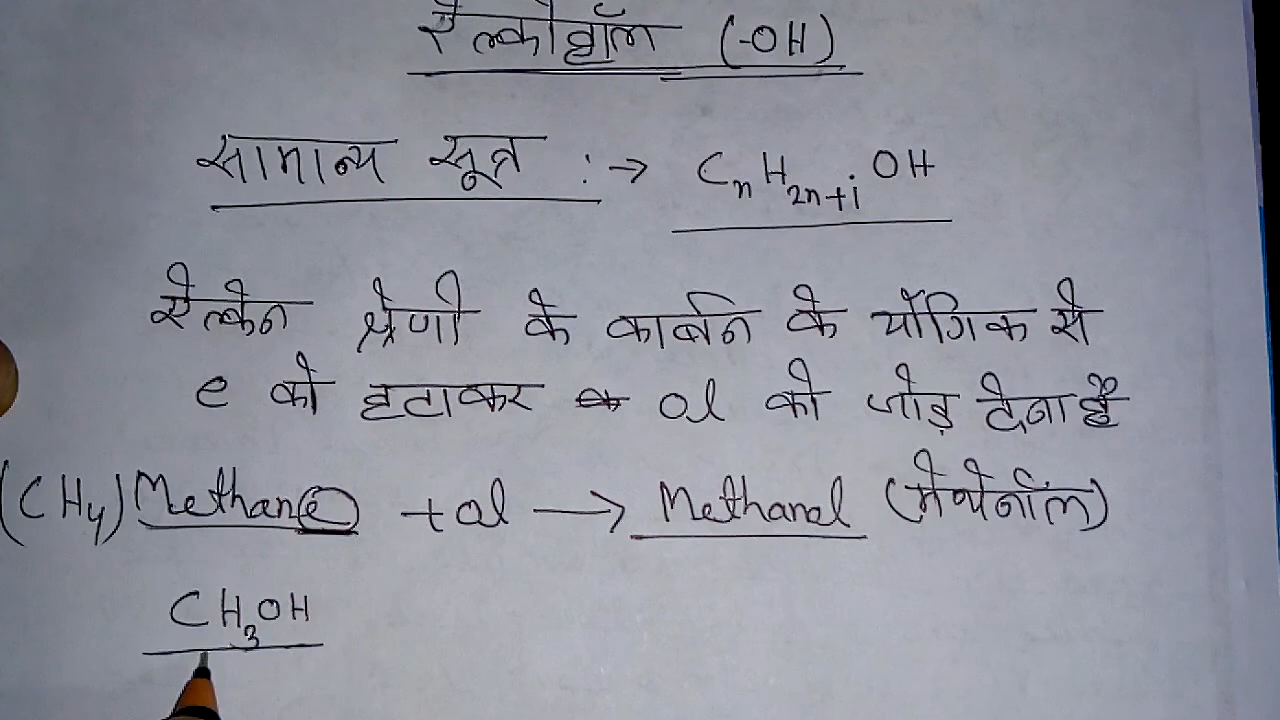 ऐल्कोहॉल (-OH)
सामान्य सूत्र :→ CnH2n+1OH
ऐल्केन श्रेणी के कार्बन के यौगिक से
e को हटाकर ol को जोड़ देना हैं
(CH4) Methane + ol → Methanol (मेथेनॉल)
CH3OH